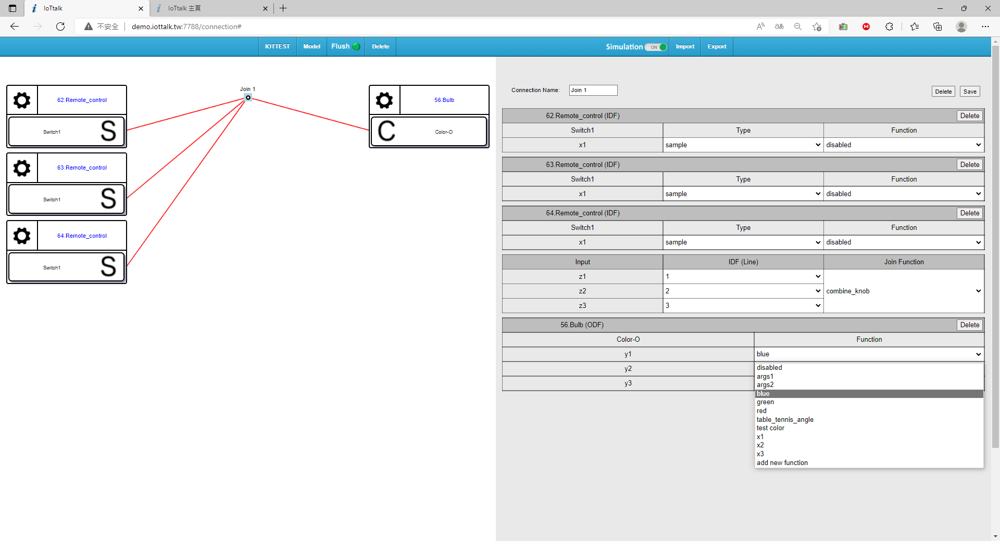 IoTtalk
IoTtalk 主頁
不安全 demo.iottalk.tw:7788/connection#
IOTTEST Model Flush Delete Simulation ON Import Export
Join 1
62.Remote_control
Switch1 S
63.Remote_control
Switch1 S
64.Remote_control
Switch1 S
56.Bulb
C Color-O
Connection Name: Join 1 Delete Save
62.Remote_control (IDF) Delete
Switch1 Type Function
x1 sample disabled
63.Remote_control (IDF) Delete
Switch1 Type Function
x1 sample disabled
64.Remote_control (IDF) Delete
Switch1 Type Function
x1 sample disabled
Input IDF (Line) Join Function
z1 1
z2 2 combine_knob
z3 3
56.Bulb (ODF) Delete
Color-O Function
y1 blue
y2
y3
disabled
args1
args2
blue
green
red
table_tennis_angle
test color
x1
x2
x3
add new function